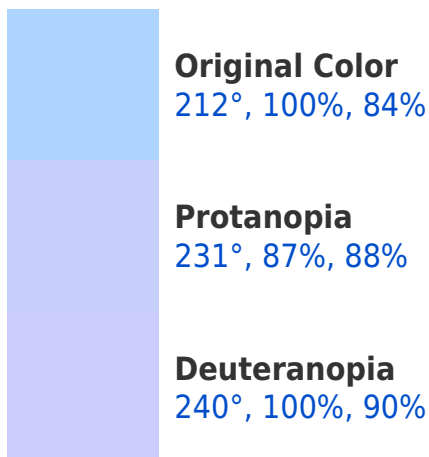 Original Color
212°, 100%, 84%
Protanopia
231°, 87%, 88%
Deuteranopia
240°, 100%, 90%